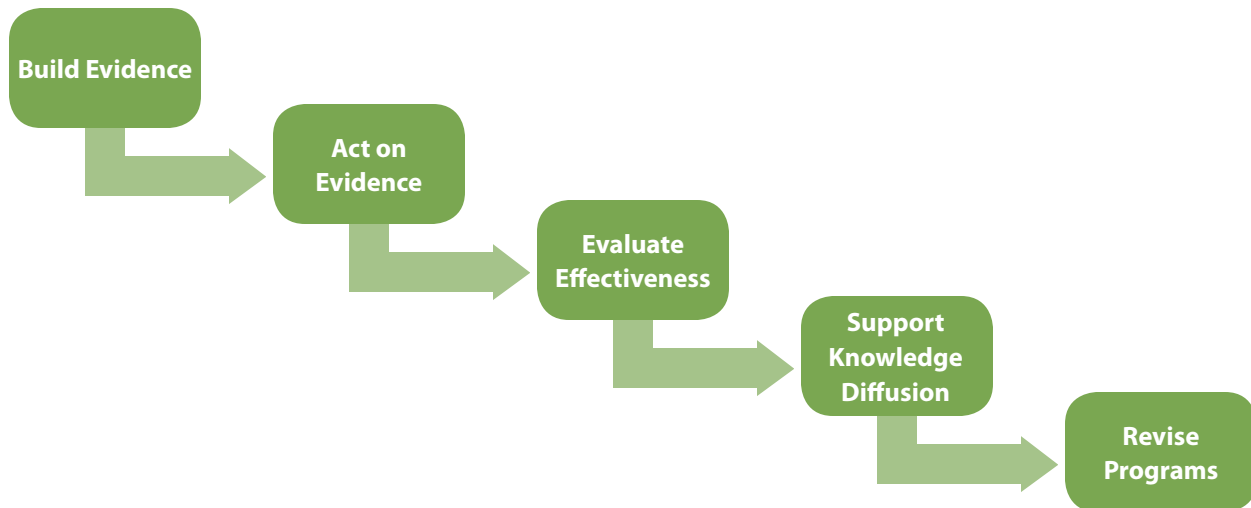 Build Evidence
Act on
Evidence
Evaluate
Effectiveness
Support
Knowledge
Diffusion
Revise
Programs